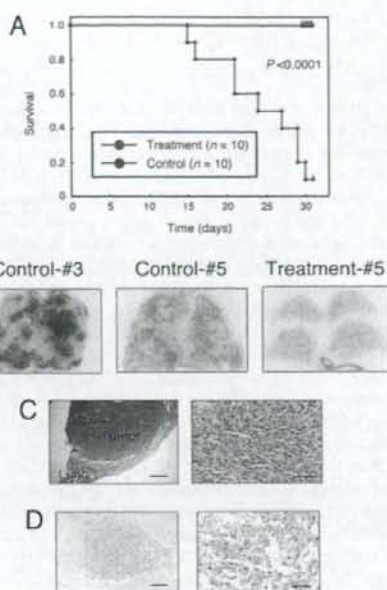 A
1.0
0.8
0.6
0.4
0.2
0
Survival
P<0.0001
Treatment (n = 10)
Control (n = 10)
0 5 10 15 20 25 30
Time (days)
Control-#3 Control-#5 Treatment-#5
C
Tumor
Lung
D